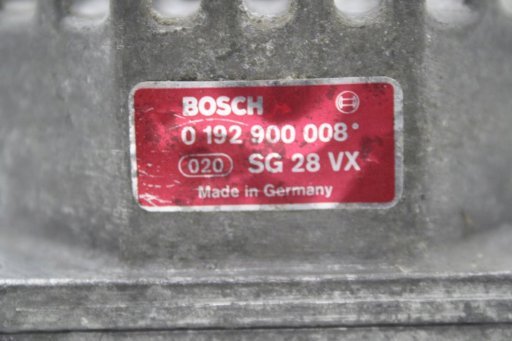 BOSCH
0 192 900 008
020 SG 28 VX
Made in Germany